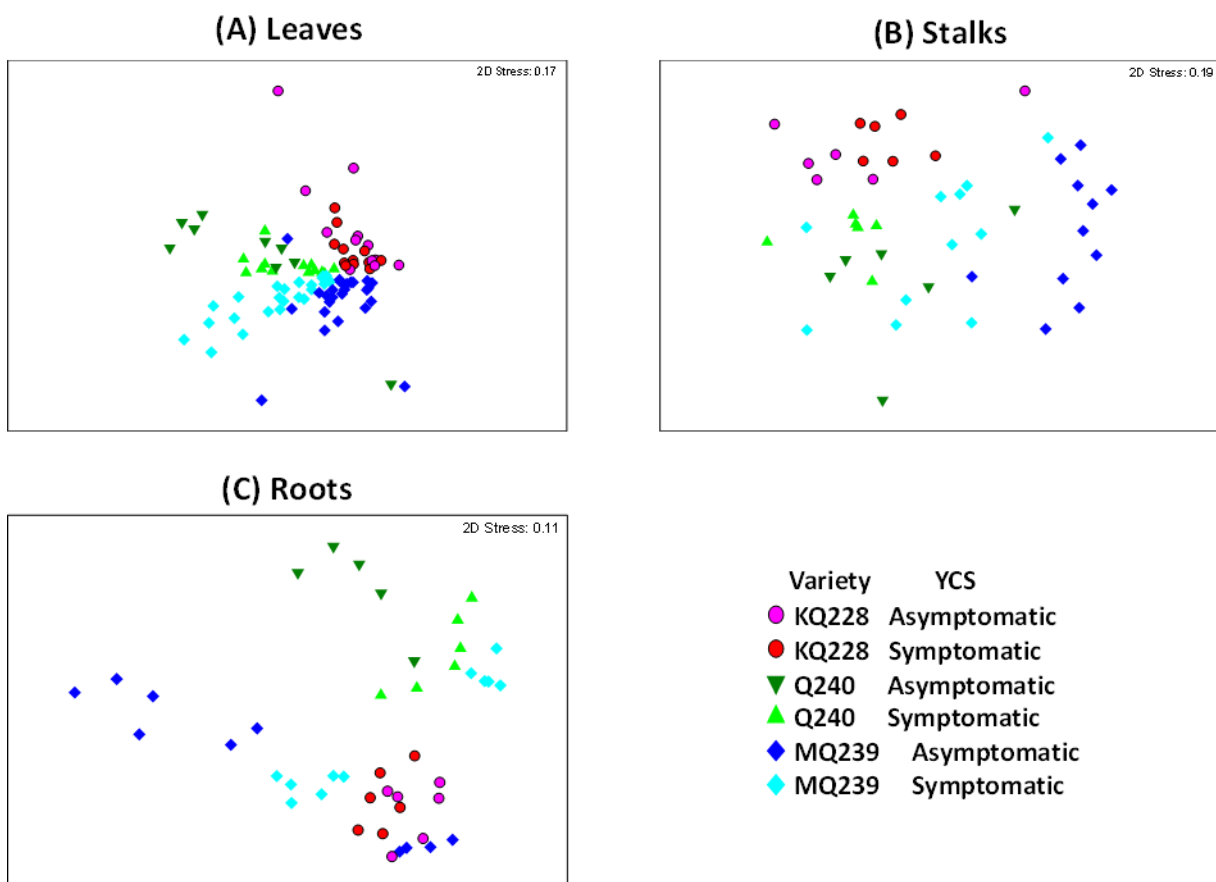 (A) Leaves
2D Stress: 0.17
(B) Stalks
2D Stress: 0.19
(C) Roots
2D Stress: 0.11
Variety YCS
KQ228 Asymptomatic
KQ228 Symptomatic
Q240 Asymptomatic
Q240 Symptomatic
MQ239 Asymptomatic
MQ239 Symptomatic